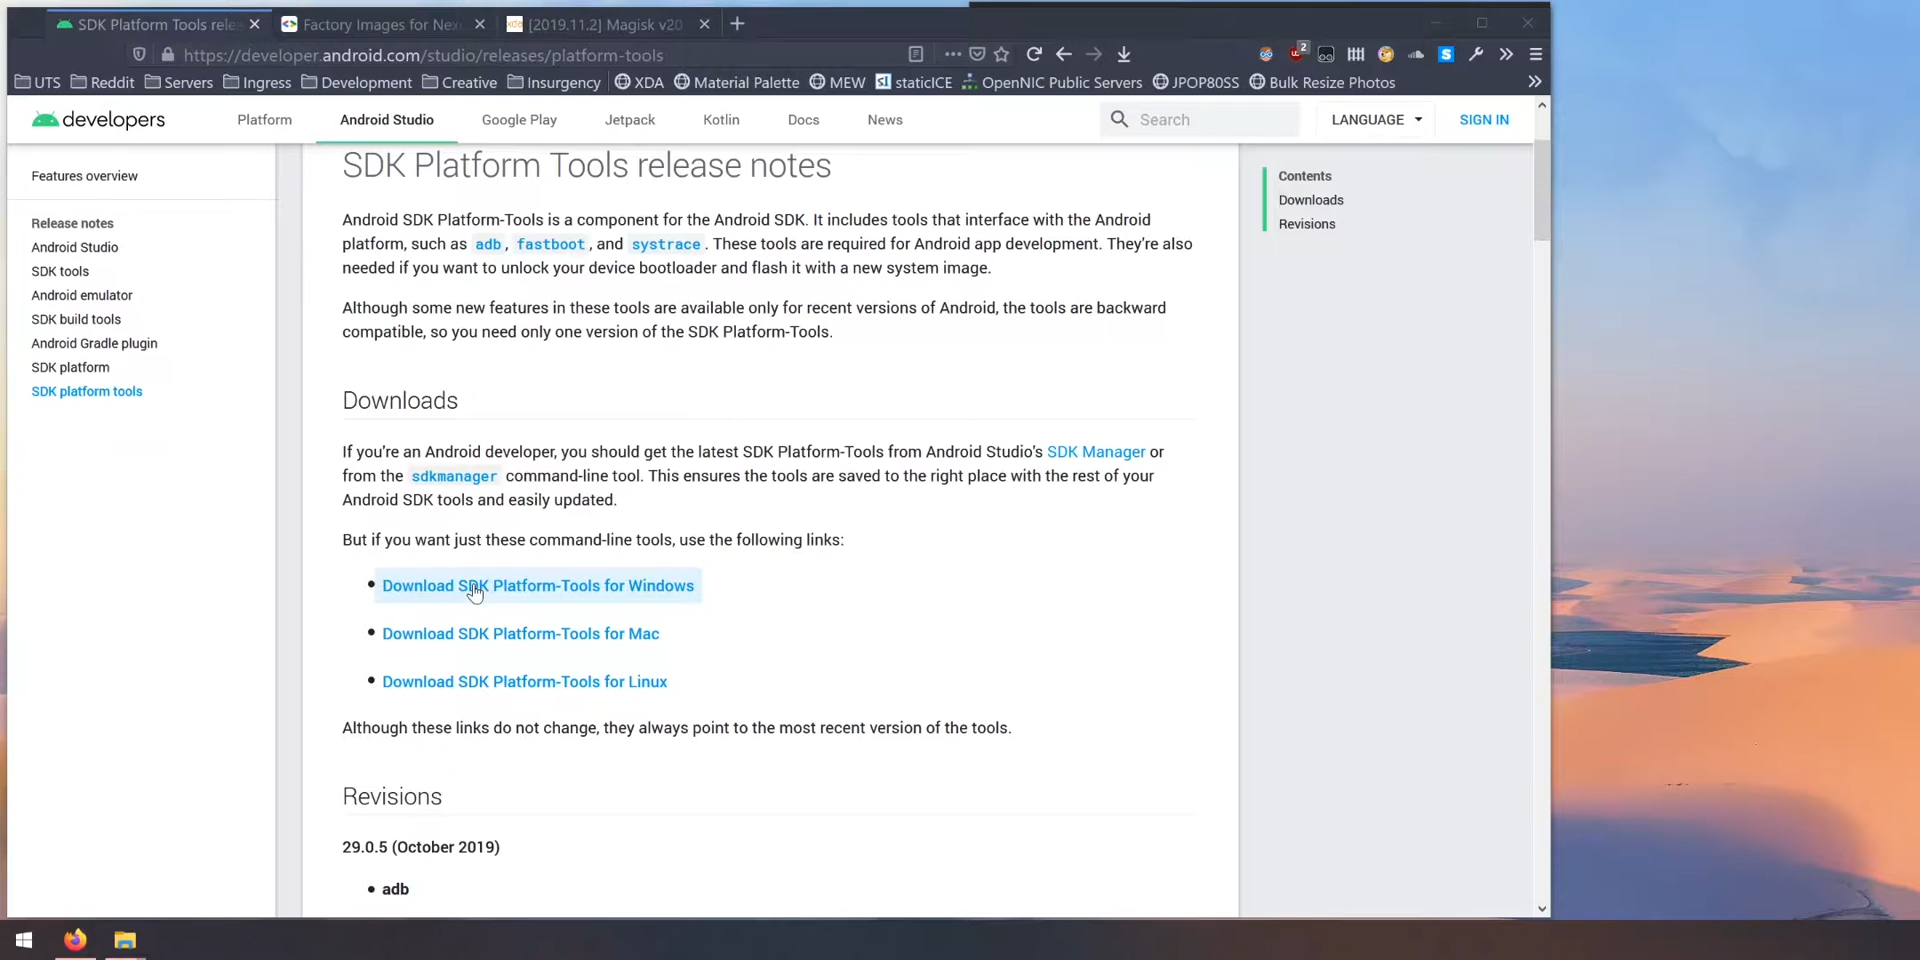 SDK Platform Tools rele
Factory Images for Nex
[2019.11.2] Magisk v20
https://developer.android.com/studio/releases/platform-tools
2
UTS
Reddit
Servers
Ingress
Development
Creative
Insurgency
XDA
Material Palette
MEW
staticICE
OpenNIC Public Servers
JPOP80SS
Bulk Resize Photos
developers
Platform
Android Studio
Google Play
Jetpack
Kotlin
Docs
News
Search
LANGUAGE
SIGN IN
Features overview
Release notes
Android Studio
SDK tools
Android emulator
SDK build tools
Android Gradle plugin
SDK platform
SDK platform tools
SDK Platform Tools release notes
Android SDK Platform-Tools is a component for the Android SDK. It includes tools that interface with the Android
platform, such as adb, fastboot, and systrace. These tools are required for Android app development. They're also
needed if you want to unlock your device bootloader and flash it with a new system image.
Although some new features in these tools are available only for recent versions of Android, the tools are backward
compatible, so you need only one version of the SDK Platform-Tools.
Downloads
If you're an Android developer, you should get the latest SDK Platform-Tools from Android Studio's SDK Manager or
from the sdkmanager command-line tool. This ensures the tools are saved to the right place with the rest of your
Android SDK tools and easily updated.
But if you want just these command-line tools, use the following links:
• Download SDK Platform-Tools for Windows
• Download SDK Platform-Tools for Mac
• Download SDK Platform-Tools for Linux
Although these links do not change, they always point to the most recent version of the tools.
Revisions
29.0.5 (October 2019)
• adb
Contents
Downloads
Revisions